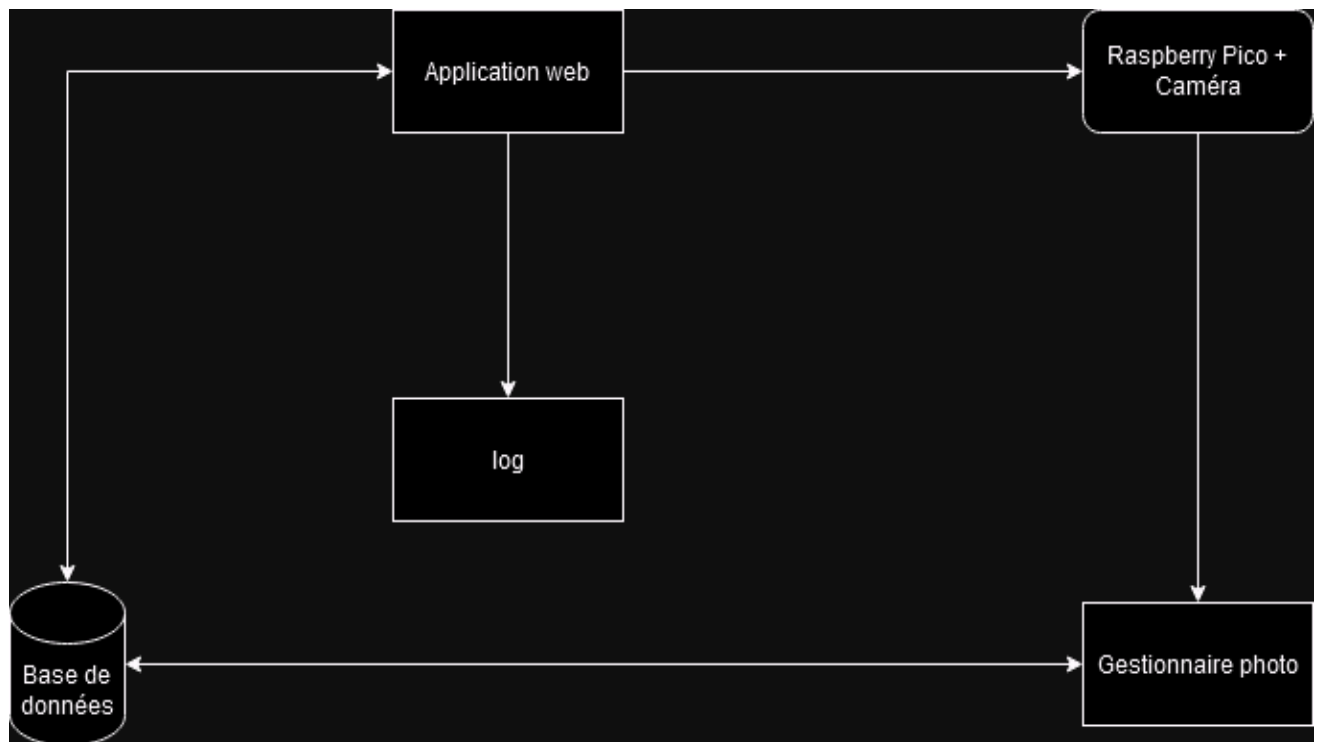 Application web
Raspberry Pico +
Caméra
log
Base de
données
Gestionnaire photo